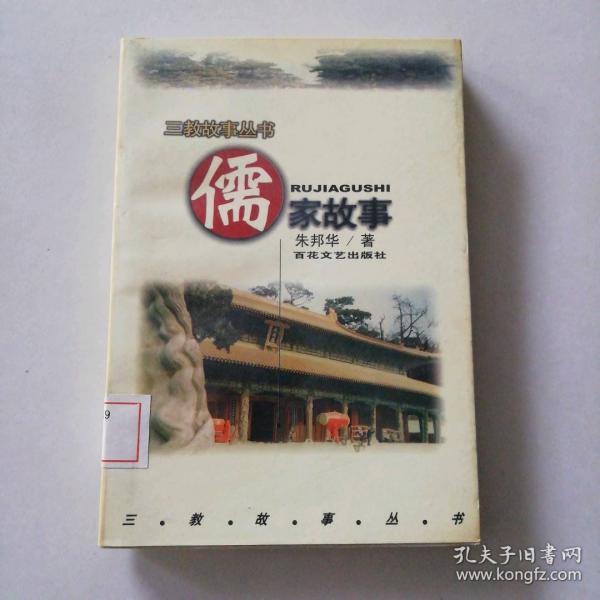 三教故事丛书
儒
RUJIAGUSHI
家故事
朱邦华／著
百花文艺出版社
9
三·教·故·事·丛·书
孔夫子旧书网
www.kongfz.com